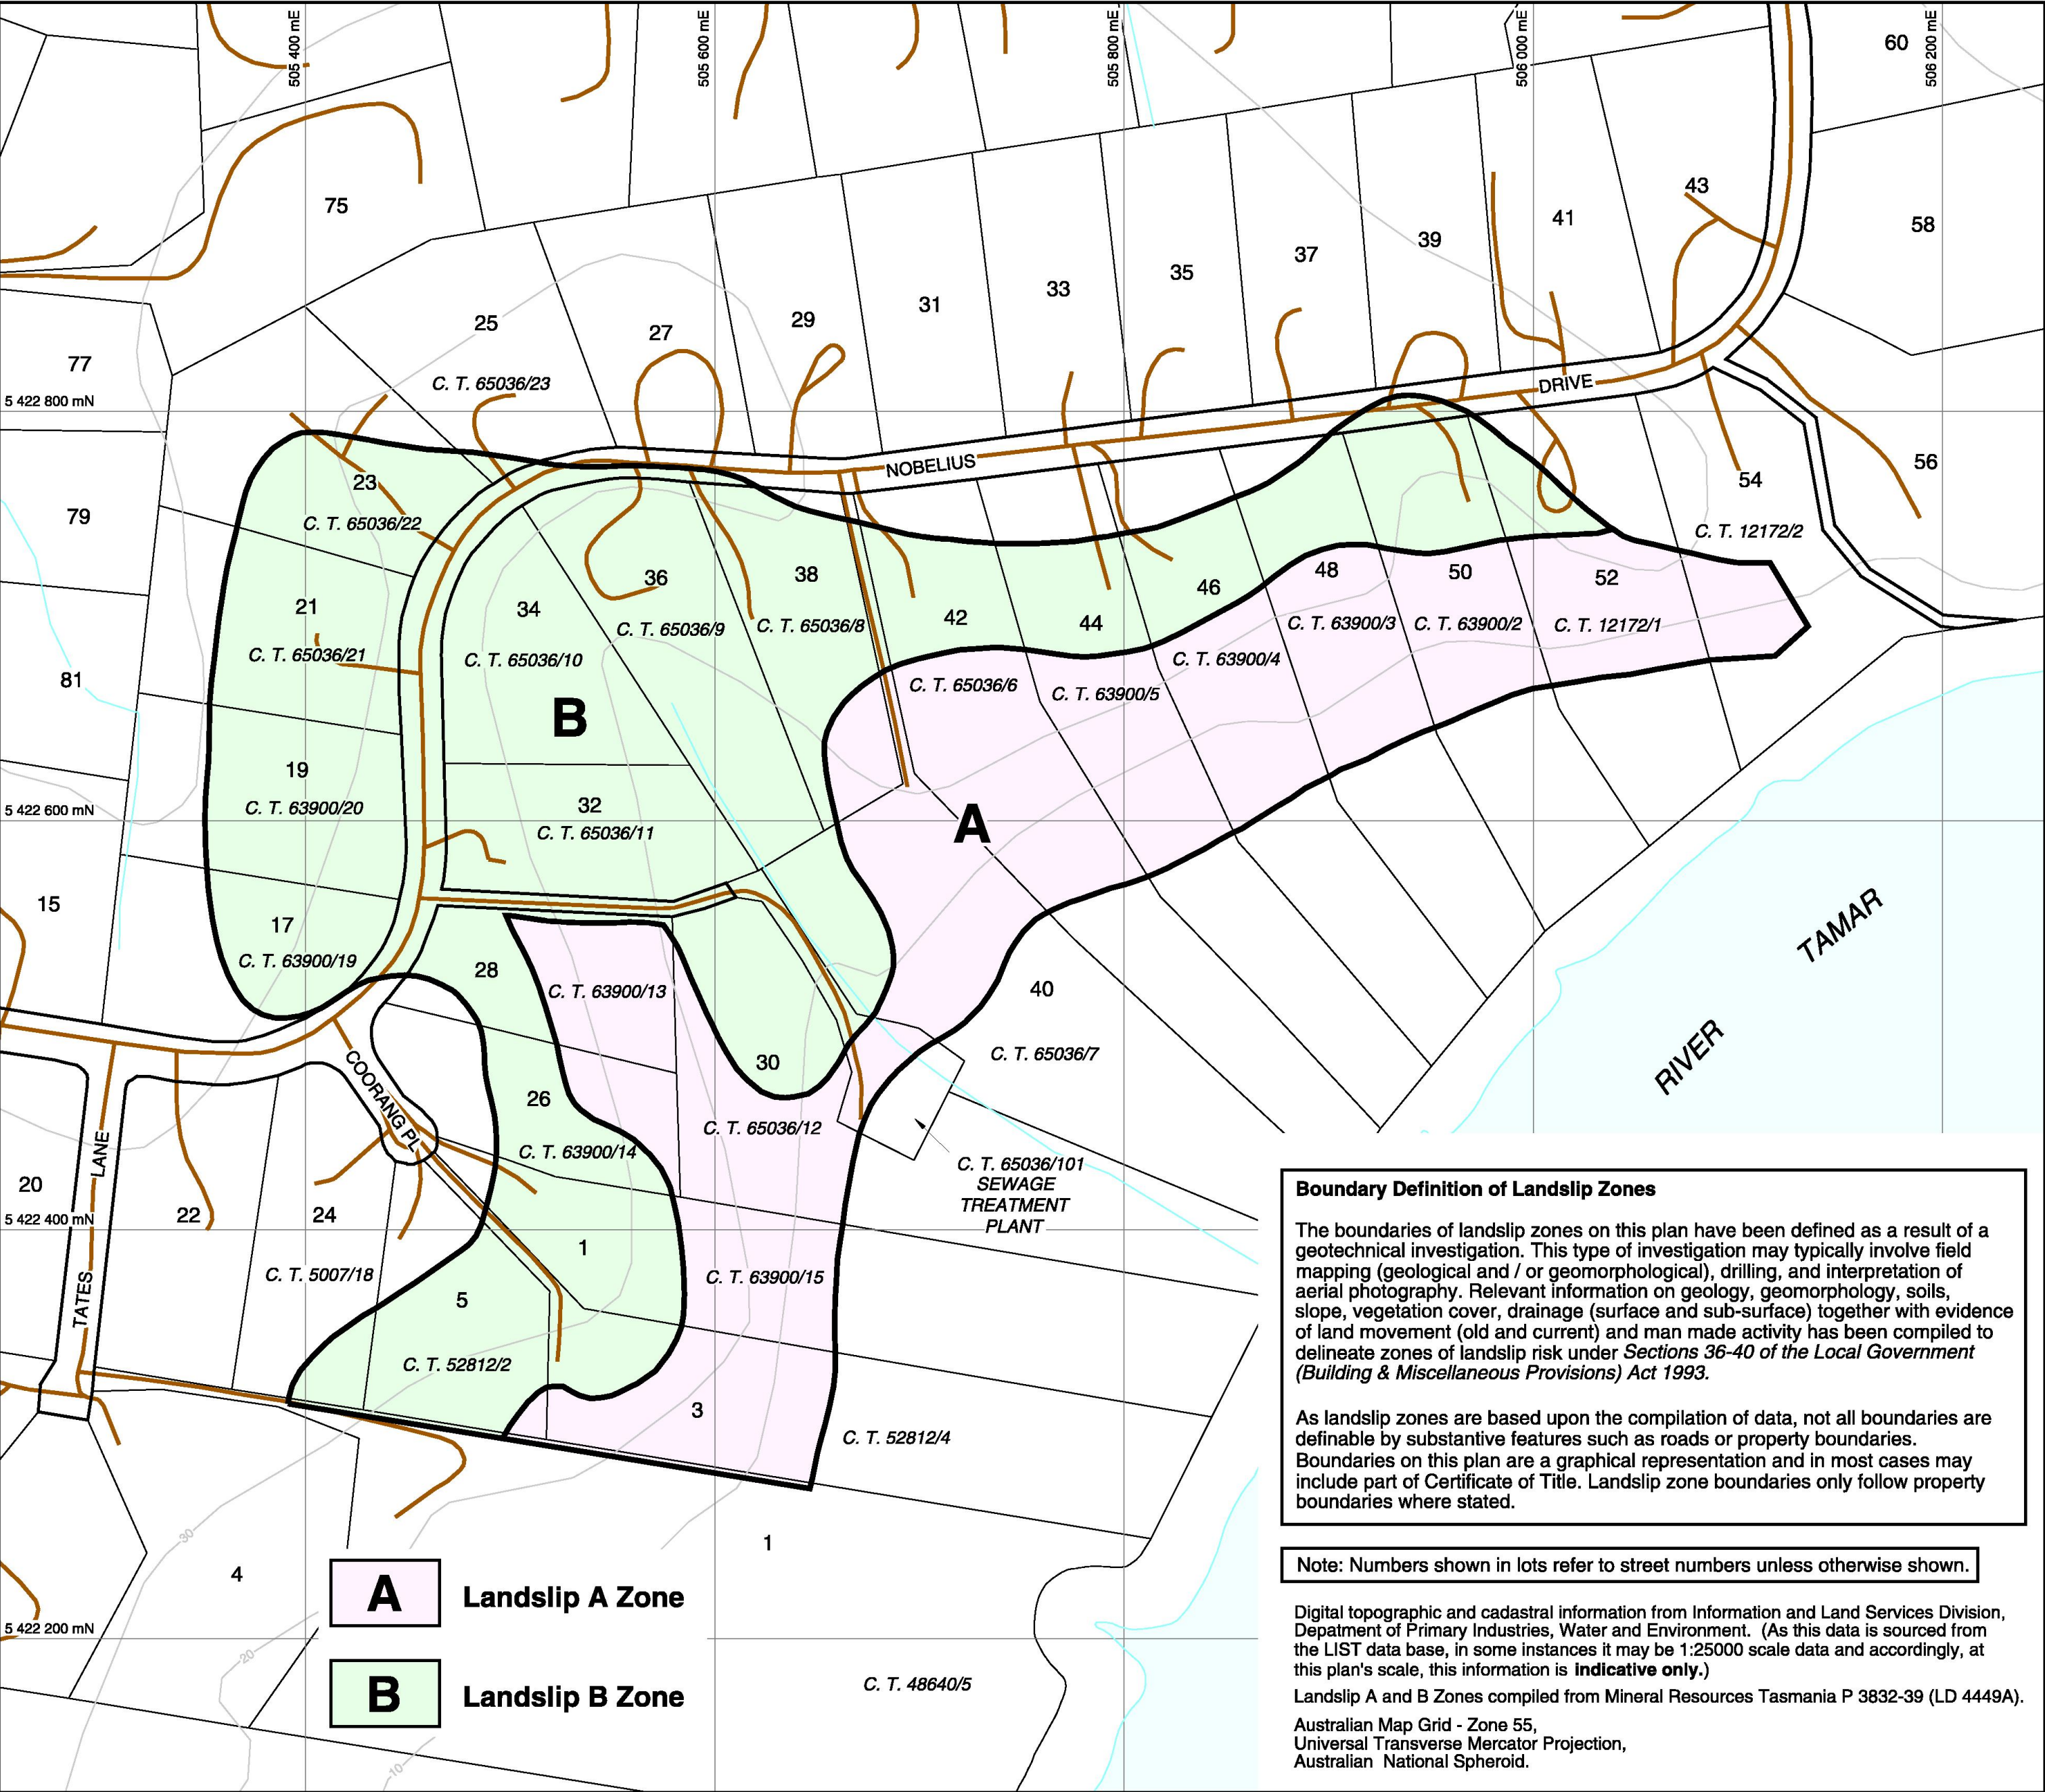 505 400 mE
505 600 mE
505 800 mE
506 000 mE
506 200 mE
60
75
43
41
58
39
37
35
33
31
29
27
25
77
C. T. 65036/23
DRIVE
5 422 800 mN
NOBELIUS
56
54
23
79
C. T. 65036/22
C. T. 12172/2
48
50
52
36
38
46
21
34
42
44
C. T. 65036/9
C. T. 65036/8
C. T. 63900/3
C. T. 63900/2
C. T. 12172/1
C. T. 65036/21
C. T. 65036/10
C. T. 63900/4
81
C. T. 65036/6
C. T. 63900/5
B
19
C. T. 63900/20
32
5 422 600 mN
C. T. 65036/11
A
15
17
C. T. 63900/19
28
C. T. 63900/13
40
TAMAR
RIVER
30
C. T. 65036/7
COORANG PL
26
C. T. 65036/12
C. T. 63900/14
LANE
C. T. 65036/101
SEWAGE
TREATMENT
PLANT
20
5 422 400 mN
22
24
1
C. T. 5007/18
C. T. 63900/15
TATES
5
C. T. 52812/2
3
C. T. 52812/4
30
1
4
A
Landslip A Zone
5 422 200 mN
20
B
Landslip B Zone
C. T. 48640/5
10
Boundary Definition of Landslip Zones
The boundaries of landslip zones on this plan have been defined as a result of a
geotechnical investigation. This type of investigation may typically involve field
mapping (geological and / or geomorphological), drilling, and interpretation of
aerial photography. Relevant information on geology, geomorphology, soils,
slope, vegetation cover, drainage (surface and sub-surface) together with evidence
of land movement (old and current) and man made activity has been compiled to
delineate zones of landslip risk under Sections 36-40 of the Local Government
(Building & Miscellaneous Provisions) Act 1993.
As landslip zones are based upon the compilation of data, not all boundaries are
definable by substantive features such as roads or property boundaries.
Boundaries on this plan are a graphical representation and in most cases may
include part of Certificate of Title. Landslip zone boundaries only follow property
boundaries where stated.
Note: Numbers shown in lots refer to street numbers unless otherwise shown.
Digital topographic and cadastral information from Information and Land Services Division,
Depatment of Primary Industries, Water and Environment. (As this data is sourced from
the LIST data base, in some instances it may be 1:25000 scale data and accordingly, at
this plan's scale, this information is indicative only.)
Landslip A and B Zones compiled from Mineral Resources Tasmania P 3832-39 (LD 4449A).
Australian Map Grid - Zone 55,
Universal Transverse Mercator Projection,
Australian National Spheroid.